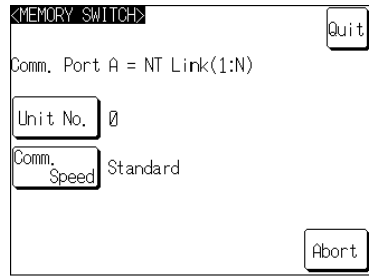 <MEMORY SWITCH>
Quit
Comm. Port A = NT Link(1:N)
Unit No. 0
Comm.
Speed Standard
Abort